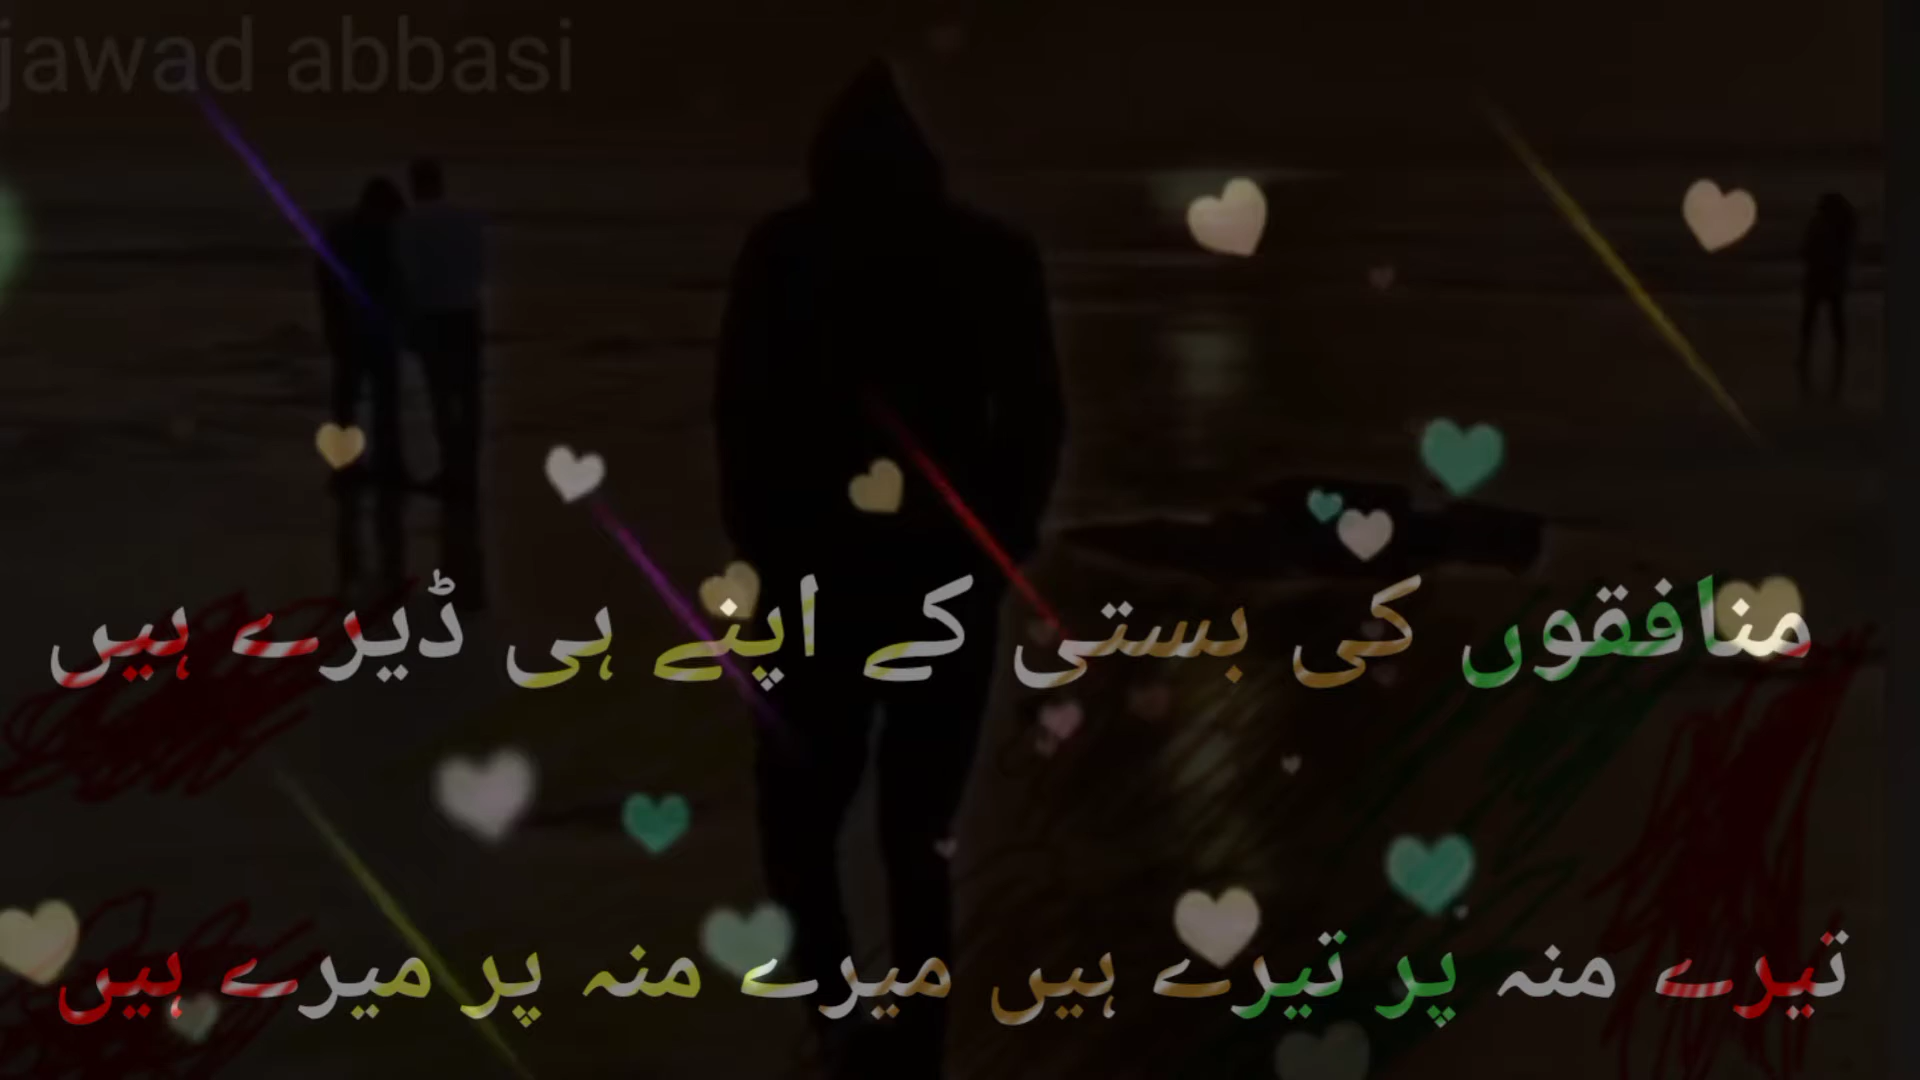 jawad abbasi
منافقوں کی بستی کے اپنے ہی ڈیرے ہیں
تیرے منہ پر تیرے ہیں میرے منہ پر میرے ہیں